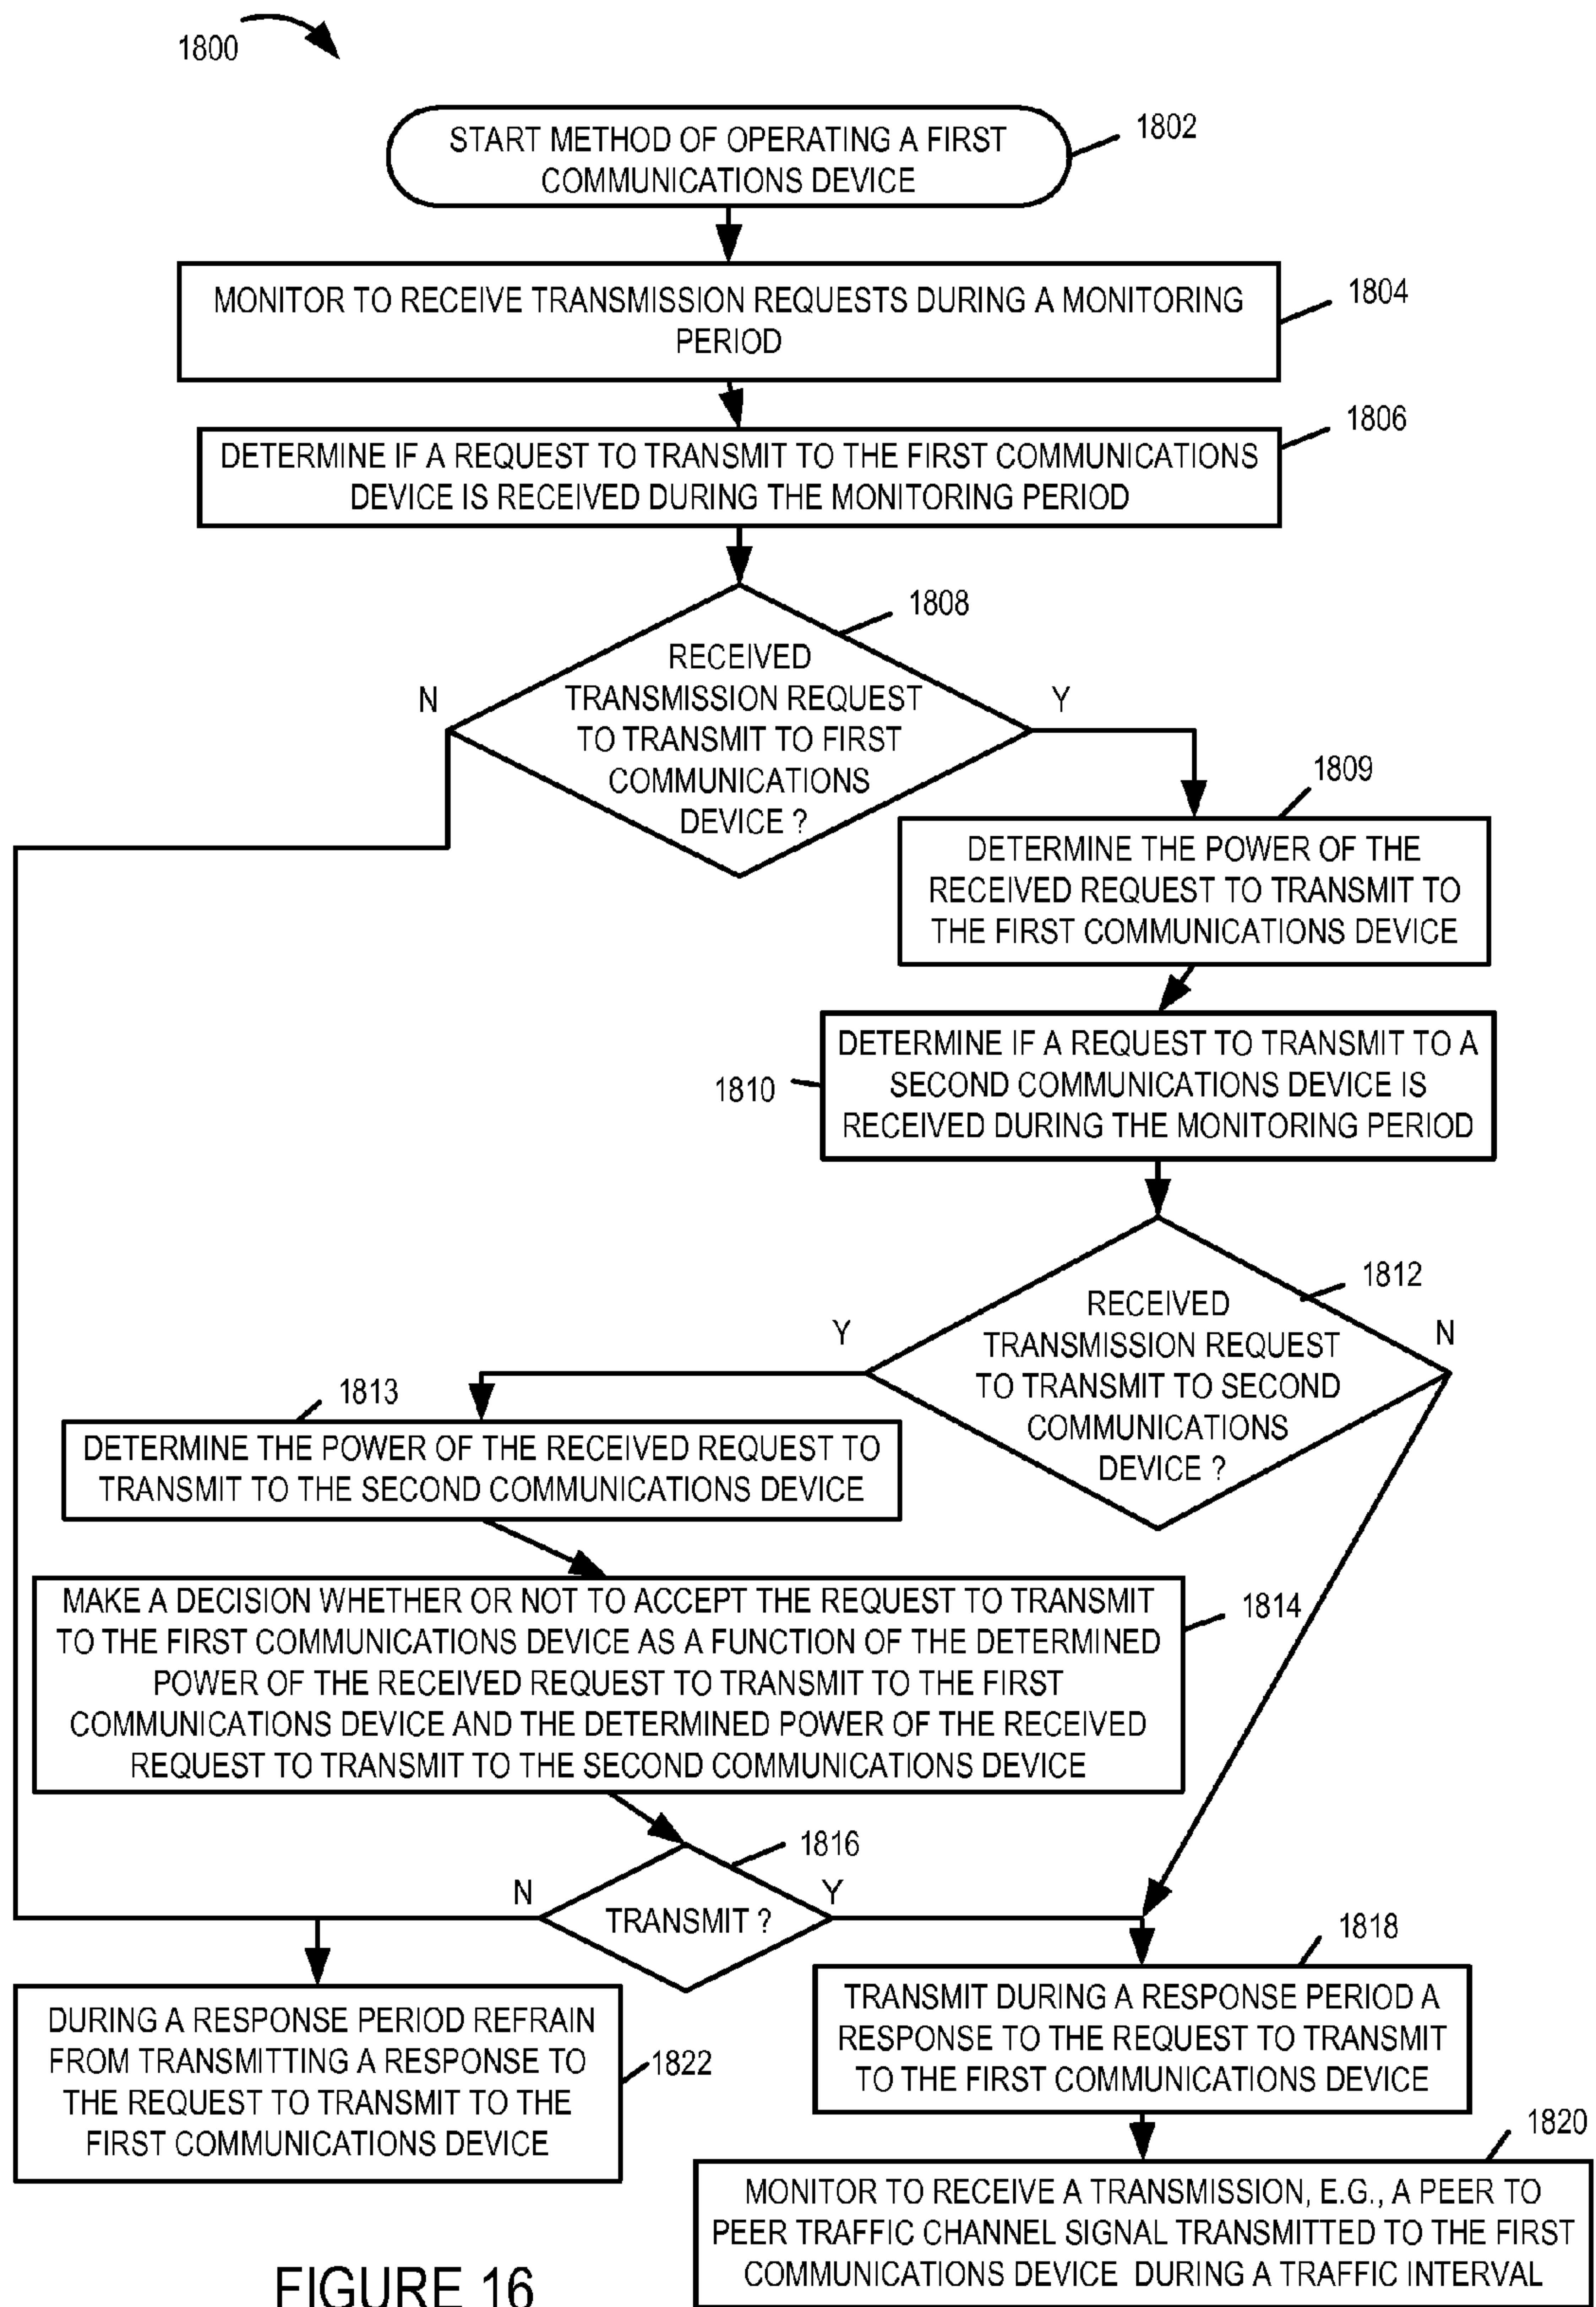 1800
START METHOD OF OPERATING A FIRST
COMMUNICATIONS DEVICE
1802
MONITOR TO RECEIVE TRANSMISSION REQUESTS DURING A MONITORING
PERIOD
1804
DETERMINE IF A REQUEST TO TRANSMIT TO THE FIRST COMMUNICATIONS
DEVICE IS RECEIVED DURING THE MONITORING PERIOD
1806
1808
RECEIVED
TRANSMISSION REQUEST
TO TRANSMIT TO FIRST
COMMUNICATIONS
DEVICE ?
N
Y
1809
DETERMINE THE POWER OF THE
RECEIVED REQUEST TO TRANSMIT TO
THE FIRST COMMUNICATIONS DEVICE
1810
DETERMINE IF A REQUEST TO TRANSMIT TO A
SECOND COMMUNICATIONS DEVICE IS
RECEIVED DURING THE MONITORING PERIOD
1812
RECEIVED
TRANSMISSION REQUEST
TO TRANSMIT TO SECOND
COMMUNICATIONS
DEVICE ?
Y
N
1813
DETERMINE THE POWER OF THE RECEIVED REQUEST TO
TRANSMIT TO THE SECOND COMMUNICATIONS DEVICE
MAKE A DECISION WHETHER OR NOT TO ACCEPT THE REQUEST TO TRANSMIT
TO THE FIRST COMMUNICATIONS DEVICE AS A FUNCTION OF THE DETERMINED
POWER OF THE RECEIVED REQUEST TO TRANSMIT TO THE FIRST
COMMUNICATIONS DEVICE AND THE DETERMINED POWER OF THE RECEIVED
REQUEST TO TRANSMIT TO THE SECOND COMMUNICATIONS DEVICE
1814
1816
N
TRANSMIT ?
Y
1818
TRANSMIT DURING A RESPONSE PERIOD A
RESPONSE TO THE REQUEST TO TRANSMIT
TO THE FIRST COMMUNICATIONS DEVICE
DURING A RESPONSE PERIOD REFRAIN
FROM TRANSMITTING A RESPONSE TO
THE REQUEST TO TRANSMIT TO THE
FIRST COMMUNICATIONS DEVICE
1822
1820
MONITOR TO RECEIVE A TRANSMISSION, E.G., A PEER TO
PEER TRAFFIC CHANNEL SIGNAL TRANSMITTED TO THE FIRST
COMMUNICATIONS DEVICE DURING A TRAFFIC INTERVAL
FIGURE 16